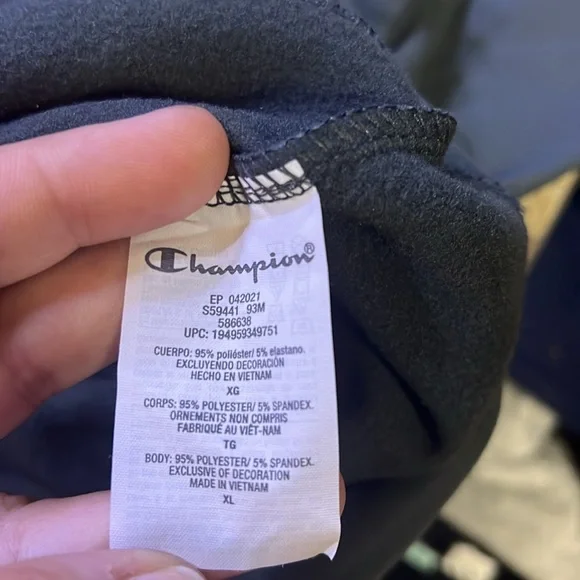 Champion®
EP 042021
S59441 93M
586638
UPC: 194959349751
CUERPO: 95% poliéster/ 5% elastano.
EXCLUYENDO DECORACIÓN
HECHO EN VIETNAM
XG
CORPS: 95% POLYESTER/ 5% SPANDEX.
ORNEMENTS NON COMPRIS
FABRIQUÉ AU VIÊT-NAM
TG
BODY: 95% POLYESTER/ 5% SPANDEX.
EXCLUSIVE OF DECORATION
MADE IN VIETNAM
XL